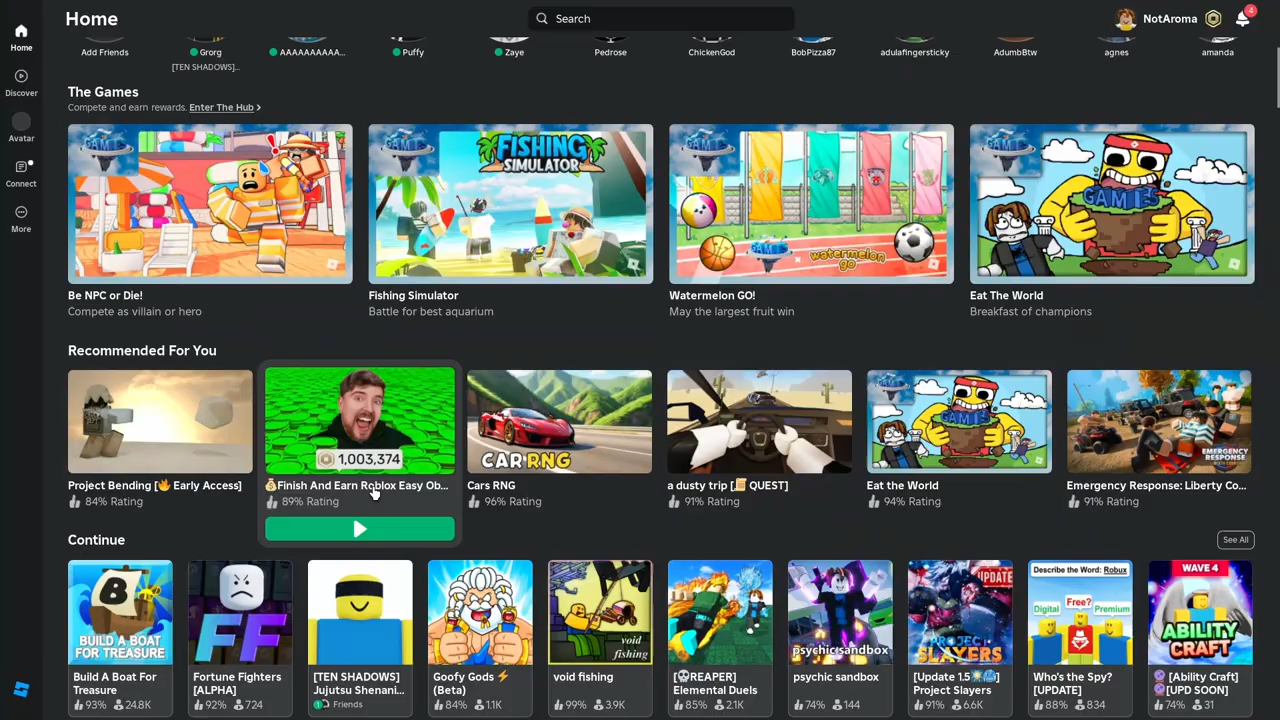 Home
Search
NotAroma
4
Home
Discover
Avatar
Connect
More
Add Friends
Grorg
[TEN SHADOWS]...
AAAAAAAAAA...
Puffy
Zaye
Pedrose
ChickenGod
BobPizza87
adulafingersticky
AdumbBtw
agnes
amanda
The Games
Compete and earn rewards. Enter The Hub >
GAMES
FISHING
SIMULATOR
GAMES
watermelon
go
GAMES
Be NPC or Die!
Compete as villain or hero
Fishing Simulator
Battle for best aquarium
Watermelon GO!
May the largest fruit win
Eat The World
Breakfast of champions
Recommended For You
1,003,374
CAR RNG
GAMES
EMERGENCY
RESPONSE
Project Bending [🔥 Early Access]
84% Rating
💰Finish And Earn Roblox Easy Ob...
89% Rating
Cars RNG
96% Rating
a dusty trip [📜 QUEST]
91% Rating
Eat the World
94% Rating
Emergency Response: Liberty Co...
91% Rating
Continue
See All
B
BUILD A BOAT
FOR TREASURE
FF
void
fishing
psychic sandbox
UPDATE
PROJECT
SLAYERS
Describe the Word: Robux
Digital
Free?
Premium
WAVE 4
ABILITY
CRAFT
Build A Boat For
Treasure
93% 24.8K
Fortune Fighters
[ALPHA]
92% 724
[TEN SHADOWS]
Jujutsu Shenani...
1 Friends
Goofy Gods ⚡
(Beta)
84% 1.1K
void fishing
99% 3.9K
[💀REAPER]
Elemental Duels
85% 2.1K
psychic sandbox
74% 144
[Update 1.5☀️🥶]
Project Slayers
91% 6.6K
Who's the Spy?
[UPDATE]
88% 834
🔮[Ability Craft]
🔮[UPD SOON]
74% 31